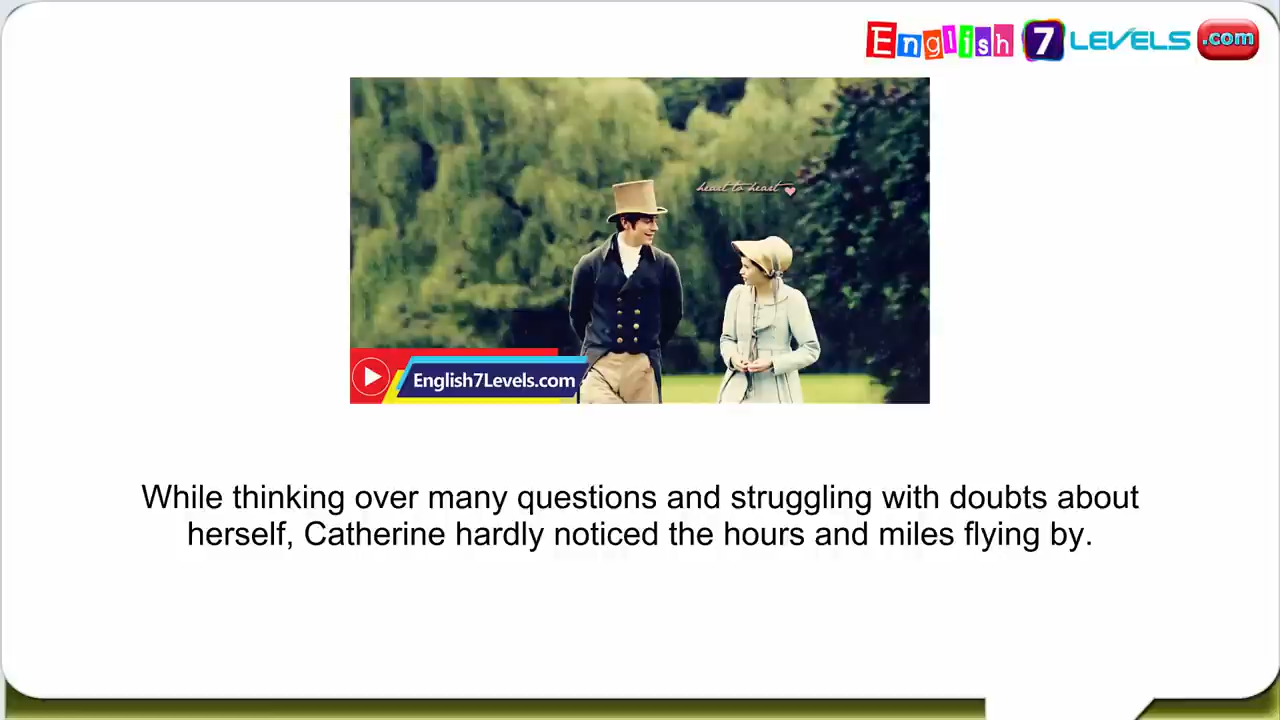 English 7 LEVELS .com
heart to heart
English7Levels.com
While thinking over many questions and struggling with doubts about
herself, Catherine hardly noticed the hours and miles flying by.